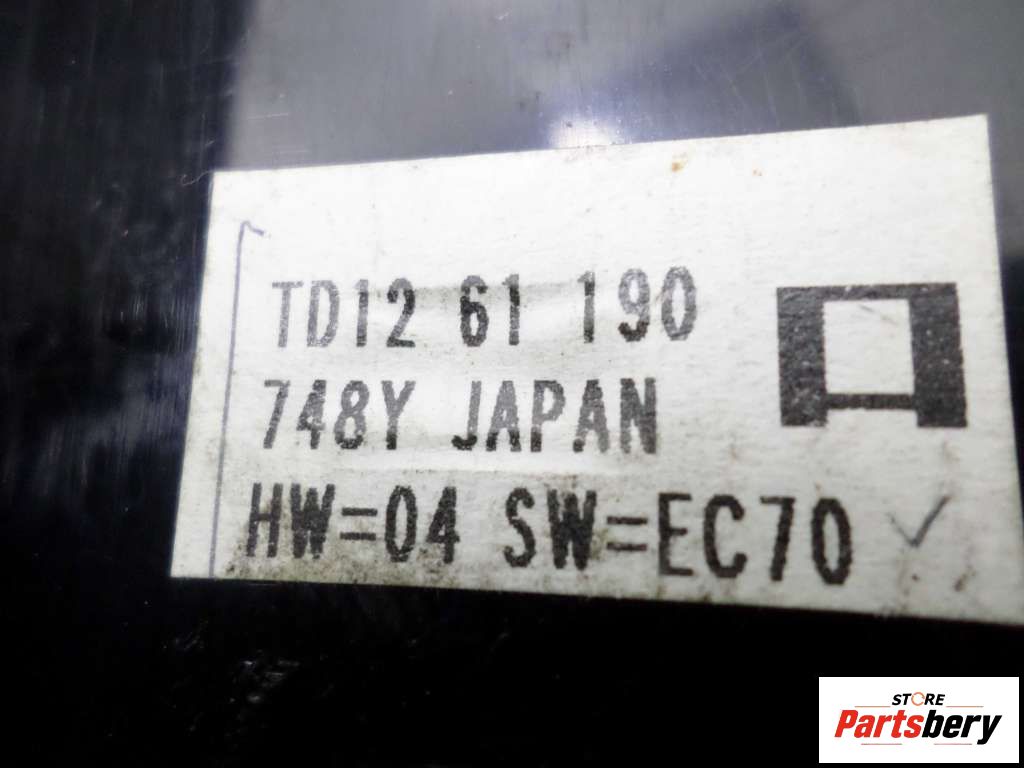 TD12 61 190
748Y JAPAN
HW=04 SW=EC70
STORE
Partsbery